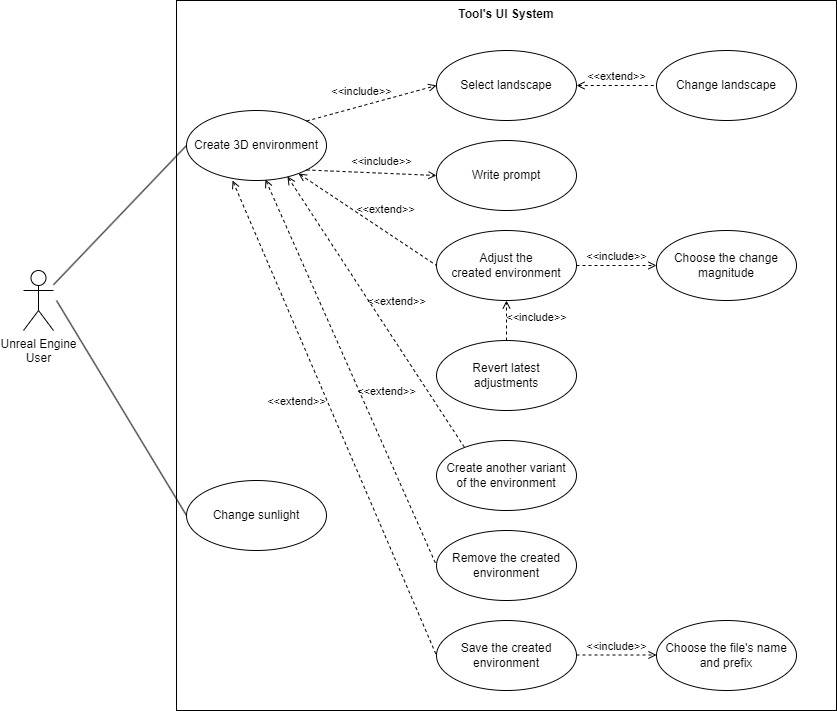 Tool's UI System
<<include>>
Select landscape
<<extend>>
Change landscape
Create 3D environment
<<include>>
Write prompt
<<extend>>
Adjust the
created environment
<<include>>
Choose the change
magnitude
<<extend>>
<<include>>
Unreal Engine
User
Revert latest
adjustments
<<extend>>
<<extend>>
Create another variant
of the environment
Change sunlight
Remove the created
environment
Save the created
environment
<<include>>
Choose the file's name
and prefix